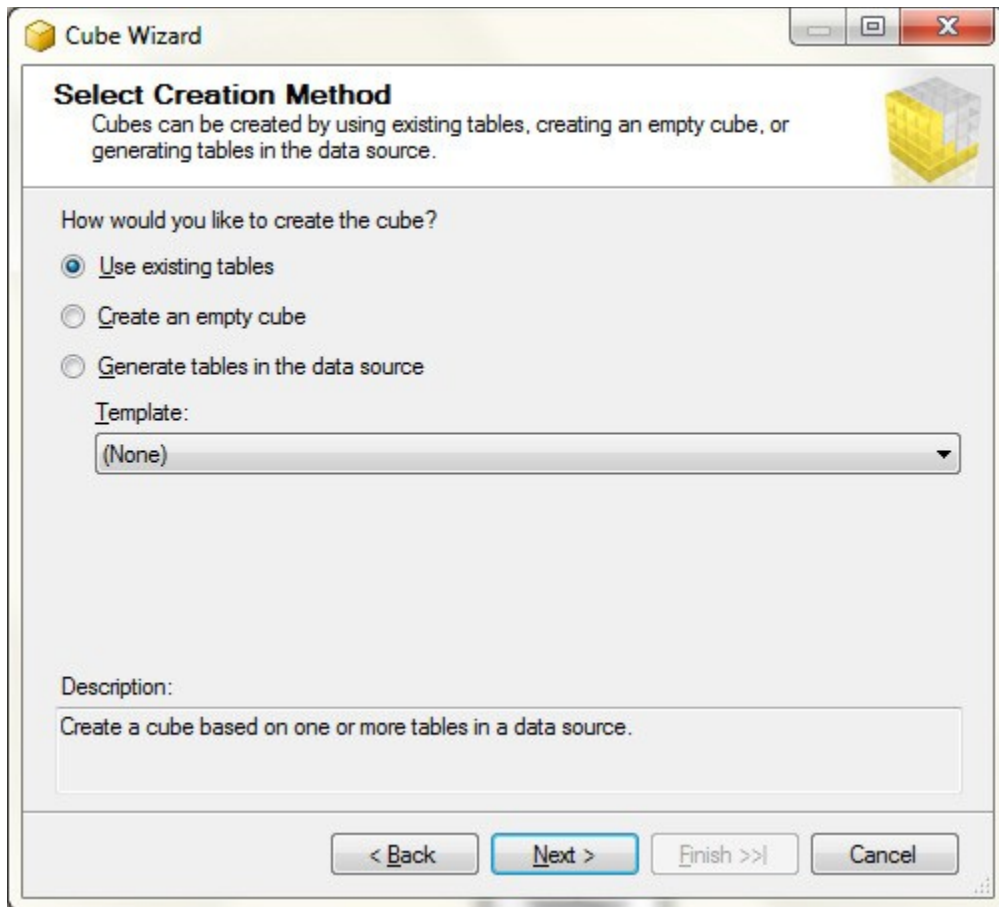 Cube Wizard
Select Creation Method
Cubes can be created by using existing tables, creating an empty cube, or
generating tables in the data source.
How would you like to create the cube?
Use existing tables
Create an empty cube
Generate tables in the data source
Template:
(None)
Description:
Create a cube based on one or more tables in a data source.
< Back Next > Finish >>| Cancel